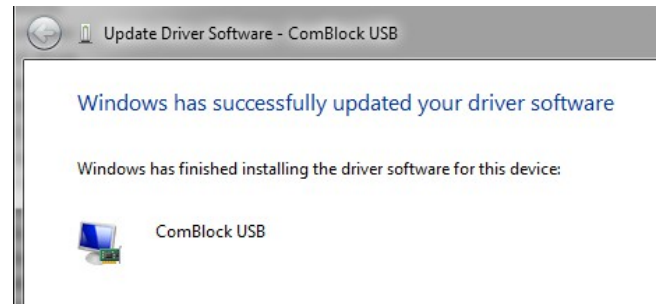 Update Driver Software - ComBlock USB
Windows has successfully updated your driver software
Windows has finished installing the driver software for this device:
ComBlock USB